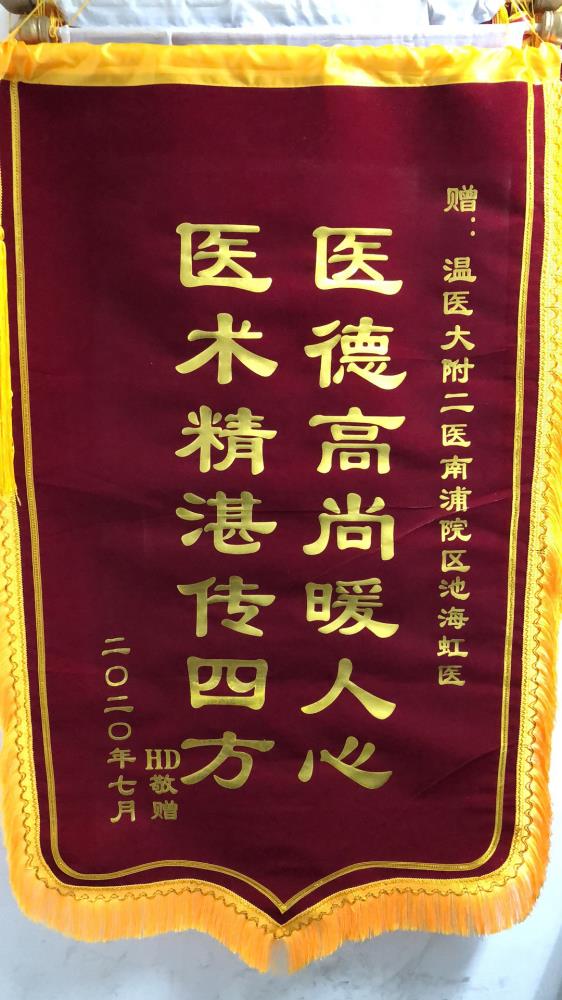 赠：温医大附二医南浦院区池海虹医
医德高尚暖人心
医术精湛传四方
HD敬赠
二〇二〇年七月